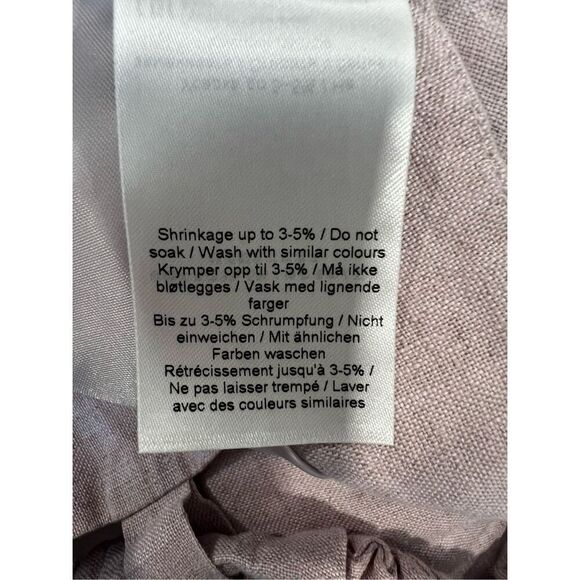 Shrinkage up to 3-5% / Do not
soak / Wash with similar colours
Krymper opp til 3-5% / Må ikke
bløtlegges / Vask med lignende
farger
Bis zu 3-5% Schrumpfung / Nicht
einweichen / Mit ähnlichen
Farben waschen
Rétrécissement jusqu'à 3-5% /
Ne pas laisser trempé / Laver
avec des couleurs similaires